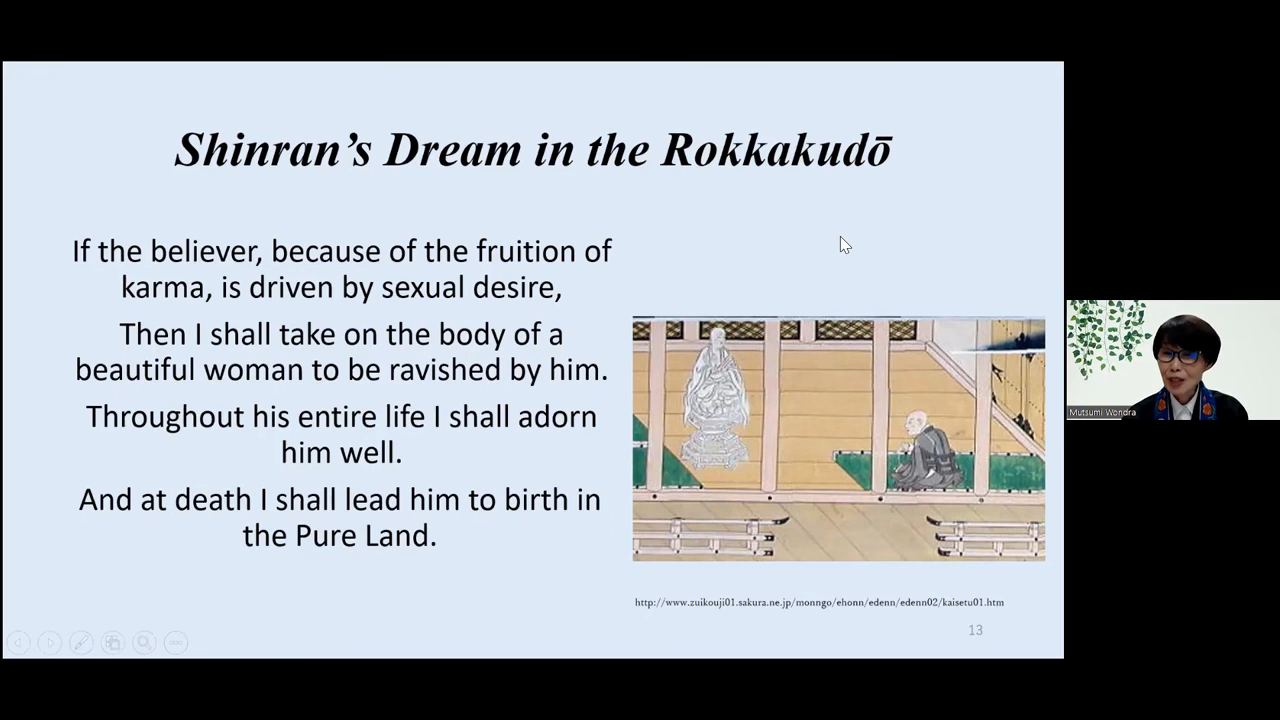 Shinran’s Dream in the Rokkakudō
If the believer, because of the fruition of
karma, is driven by sexual desire,
Then I shall take on the body of a
beautiful woman to be ravished by him.
Throughout his entire life I shall adorn
him well.
And at death I shall lead him to birth in
the Pure Land.
http://www.zuikouji01.sakura.ne.jp/monngo/ehonn/edenn/edenn02/kaisetu01.htm
13
Mutsumi Wondra